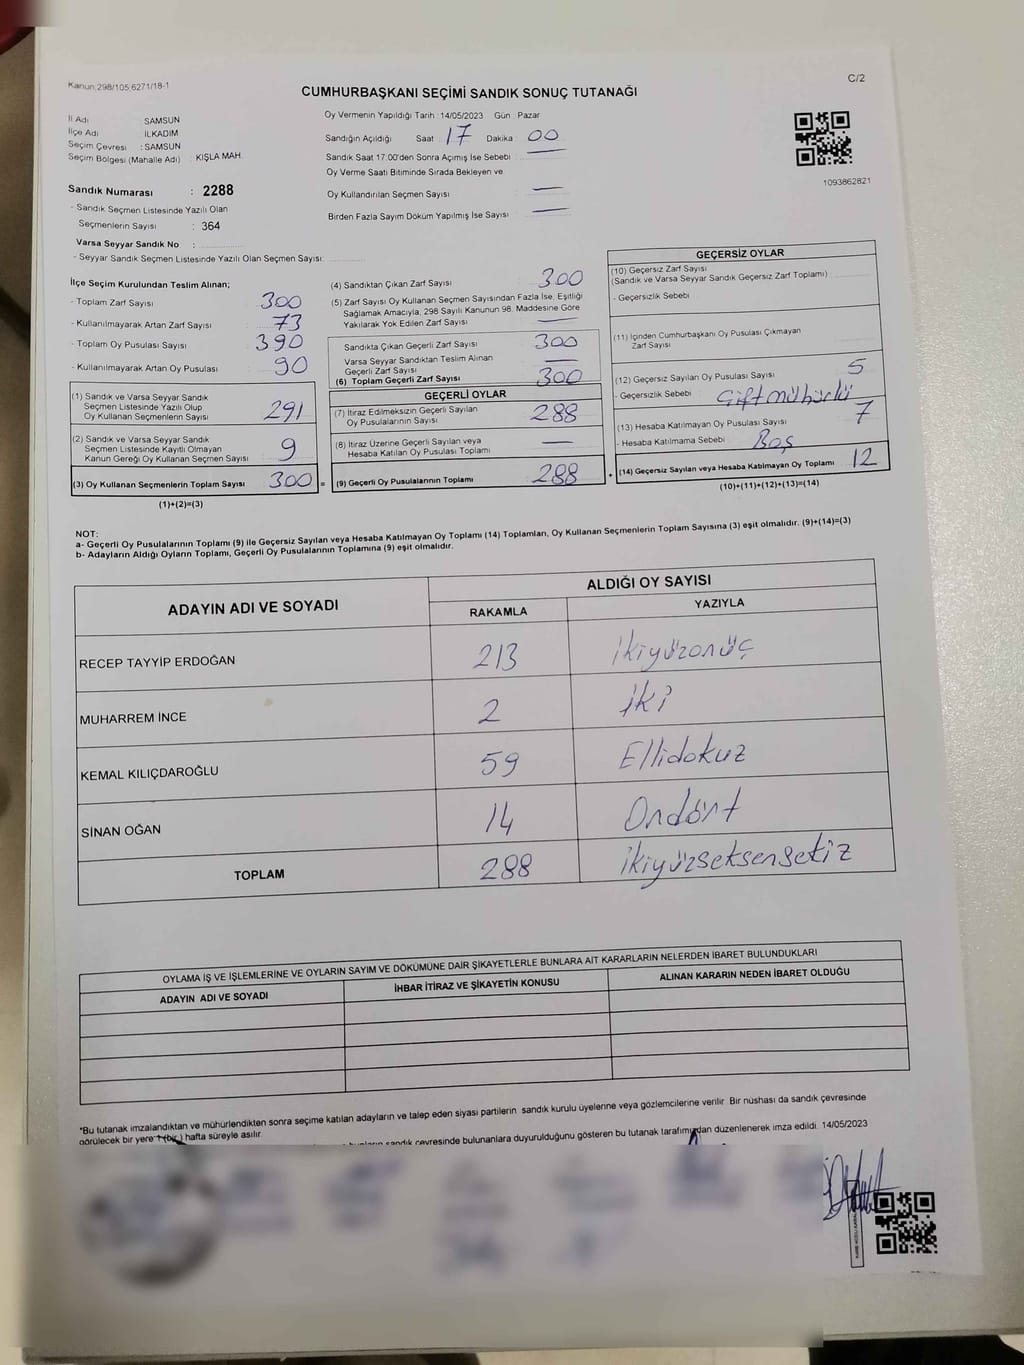 Kanun:298/105;6271/18-1
C/2
CUMHURBAŞKANI SEÇİMİ SANDIK SONUÇ TUTANAĞI
İl Adı SAMSUN
İlçe Adı İLKADIM
Seçim Çevresi : SAMSUN
Seçim Bölgesi (Mahalle Adı) : KIŞLA MAH
Sandık Numarası : 2288
- Sandık Seçmen Listesinde Yazılı Olan
Seçmenlerin Sayısı : 364
Varsa Seyyar Sandık No :
- Seyyar Sandık Seçmen Listesinde Yazılı Olan Seçmen Sayısı:
Oy Vermenin Yapıldığı Tarih : 14/05/2023 Gün : Pazar
Sandığın Açıldığı Saat : 17 Dakika : 00
Sandık Saat 17:00'den Sonra Açımış İse Sebebi :
Oy Verme Saati Bitiminde Sırada Bekleyen ve
Oy Kullandırılan Seçmen Sayısı :
Birden Fazla Sayım Döküm Yapılmış İse Sayısı :
1093862821
İlçe Seçim Kurulundan Teslim Alınan;
- Toplam Zarf Sayısı : 300
- Kullanılmayarak Artan Zarf Sayısı : 73
- Toplam Oy Pusulası Sayısı : 390
- Kullanılmayarak Artan Oy Pusulası : 90
(1) Sandık ve Varsa Seyyar Sandık
Seçmen Listesinde Yazılı Olup
Oy Kullanan Seçmenlerin Sayısı 291
(2) Sandık ve Varsa Seyyar Sandık
Seçmen Listesinde Kayıtlı Olmayan
Kanun Gereği Oy Kullanan Seçmen Sayısı 9
(3) Oy Kullanan Seçmenlerin Toplam Sayısı 300 =
(1)+(2)=(3)
(4) Sandıktan Çıkan Zarf Sayısı : 300
(5) Zarf Sayısı Oy Kullanan Seçmen Sayısından Fazla İse, Eşitliği
Sağlamak Amacıyla, 298 Sayılı Kanunun 98. Maddesine Göre
Yakılarak Yok Edilen Zarf Sayısı :
Sandıkta Çıkan Geçerli Zarf Sayısı : 300
Varsa Seyyar Sandıktan Teslim Alınan
Geçerli Zarf Sayısı :
(6) Toplam Geçerli Zarf Sayısı : 300
GEÇERLİ OYLAR
(7) İtiraz Edilmeksizin Geçerli Sayılan
Oy Pusulalarının Sayısı : 288
(8) İtiraz Üzerine Geçerli Sayılan veya
Hesaba Katılan Oy Pusulası Toplamı :
(9) Geçerli Oy Pusulalarının Toplamı : 288 +
GEÇERSİZ OYLAR
(10) Geçersiz Zarf Sayısı
(Sandık ve Varsa Seyyar Sandık Geçersiz Zarf Toplamı) :
- Geçersizlik Sebebi :
(11) İçinden Cumhurbaşkanı Oy Pusulası Çıkmayan
Zarf Sayısı :
(12) Geçersiz Sayılan Oy Pusulası Sayısı : 5
- Geçersizlik Sebebi : Çift mühürlü
(13) Hesaba Katılmayan Oy Pusulası Sayısı : 7
- Hesaba Katılmama Sebebi : Boş
(14) Geçersiz Sayılan veya Hesaba Katılmayan Oy Toplamı : 12
(10)+(11)+(12)+(13)=(14)
NOT:
a- Geçerli Oy Pusulalarının Toplamı (9) ile Geçersiz Sayılan veya Hesaba Katılmayan Oy Toplamı (14) Toplamları, Oy Kullanan Seçmenlerin Toplam Sayısına (3) eşit olmalıdır. (9)+(14)=(3)
b- Adayların Aldığı Oyların Toplamı, Geçerli Oy Pusulalarının Toplamına (9) eşit olmalıdır.
ADAYIN ADI VE SOYADI ALDIĞI OY SAYISI
RAKAMLA YAZIYLA
RECEP TAYYİP ERDOĞAN 213 ikiyüzonüç
MUHARREM İNCE 2 iki
KEMAL KILIÇDAROĞLU 59 Ellidokuz
SİNAN OĞAN 14 Ondört
TOPLAM 288 ikiyüzseksensekiz
OYLAMA İŞ VE İŞLEMLERİNE VE OYLARIN SAYIM VE DÖKÜMÜNE DAİR ŞİKAYETLERLE BUNLARA AİT KARARLARIN NELERDEN İBARET BULUNDUKLARI
ADAYIN ADI VE SOYADI İHBAR İTİRAZ VE ŞİKAYETİN KONUSU ALINAN KARARIN NEDEN İBARET OLDUĞU
*Bu tutanak imzalandıktan ve mühürlendikten sonra seçime katılan adayların ve talep eden siyasi partilerin sandık kurulu üyelerine veya gözlemcilerine verilir. Bir nüshası da sandık çevresinde
görülecek bir yere 1 (bir) hafta süreyle asılır.
sandık çevresinde bulunanlara duyurulduğunu gösteren bu tutanak tarafımızdan düzenlenerek imza edildi. 14/05/2023